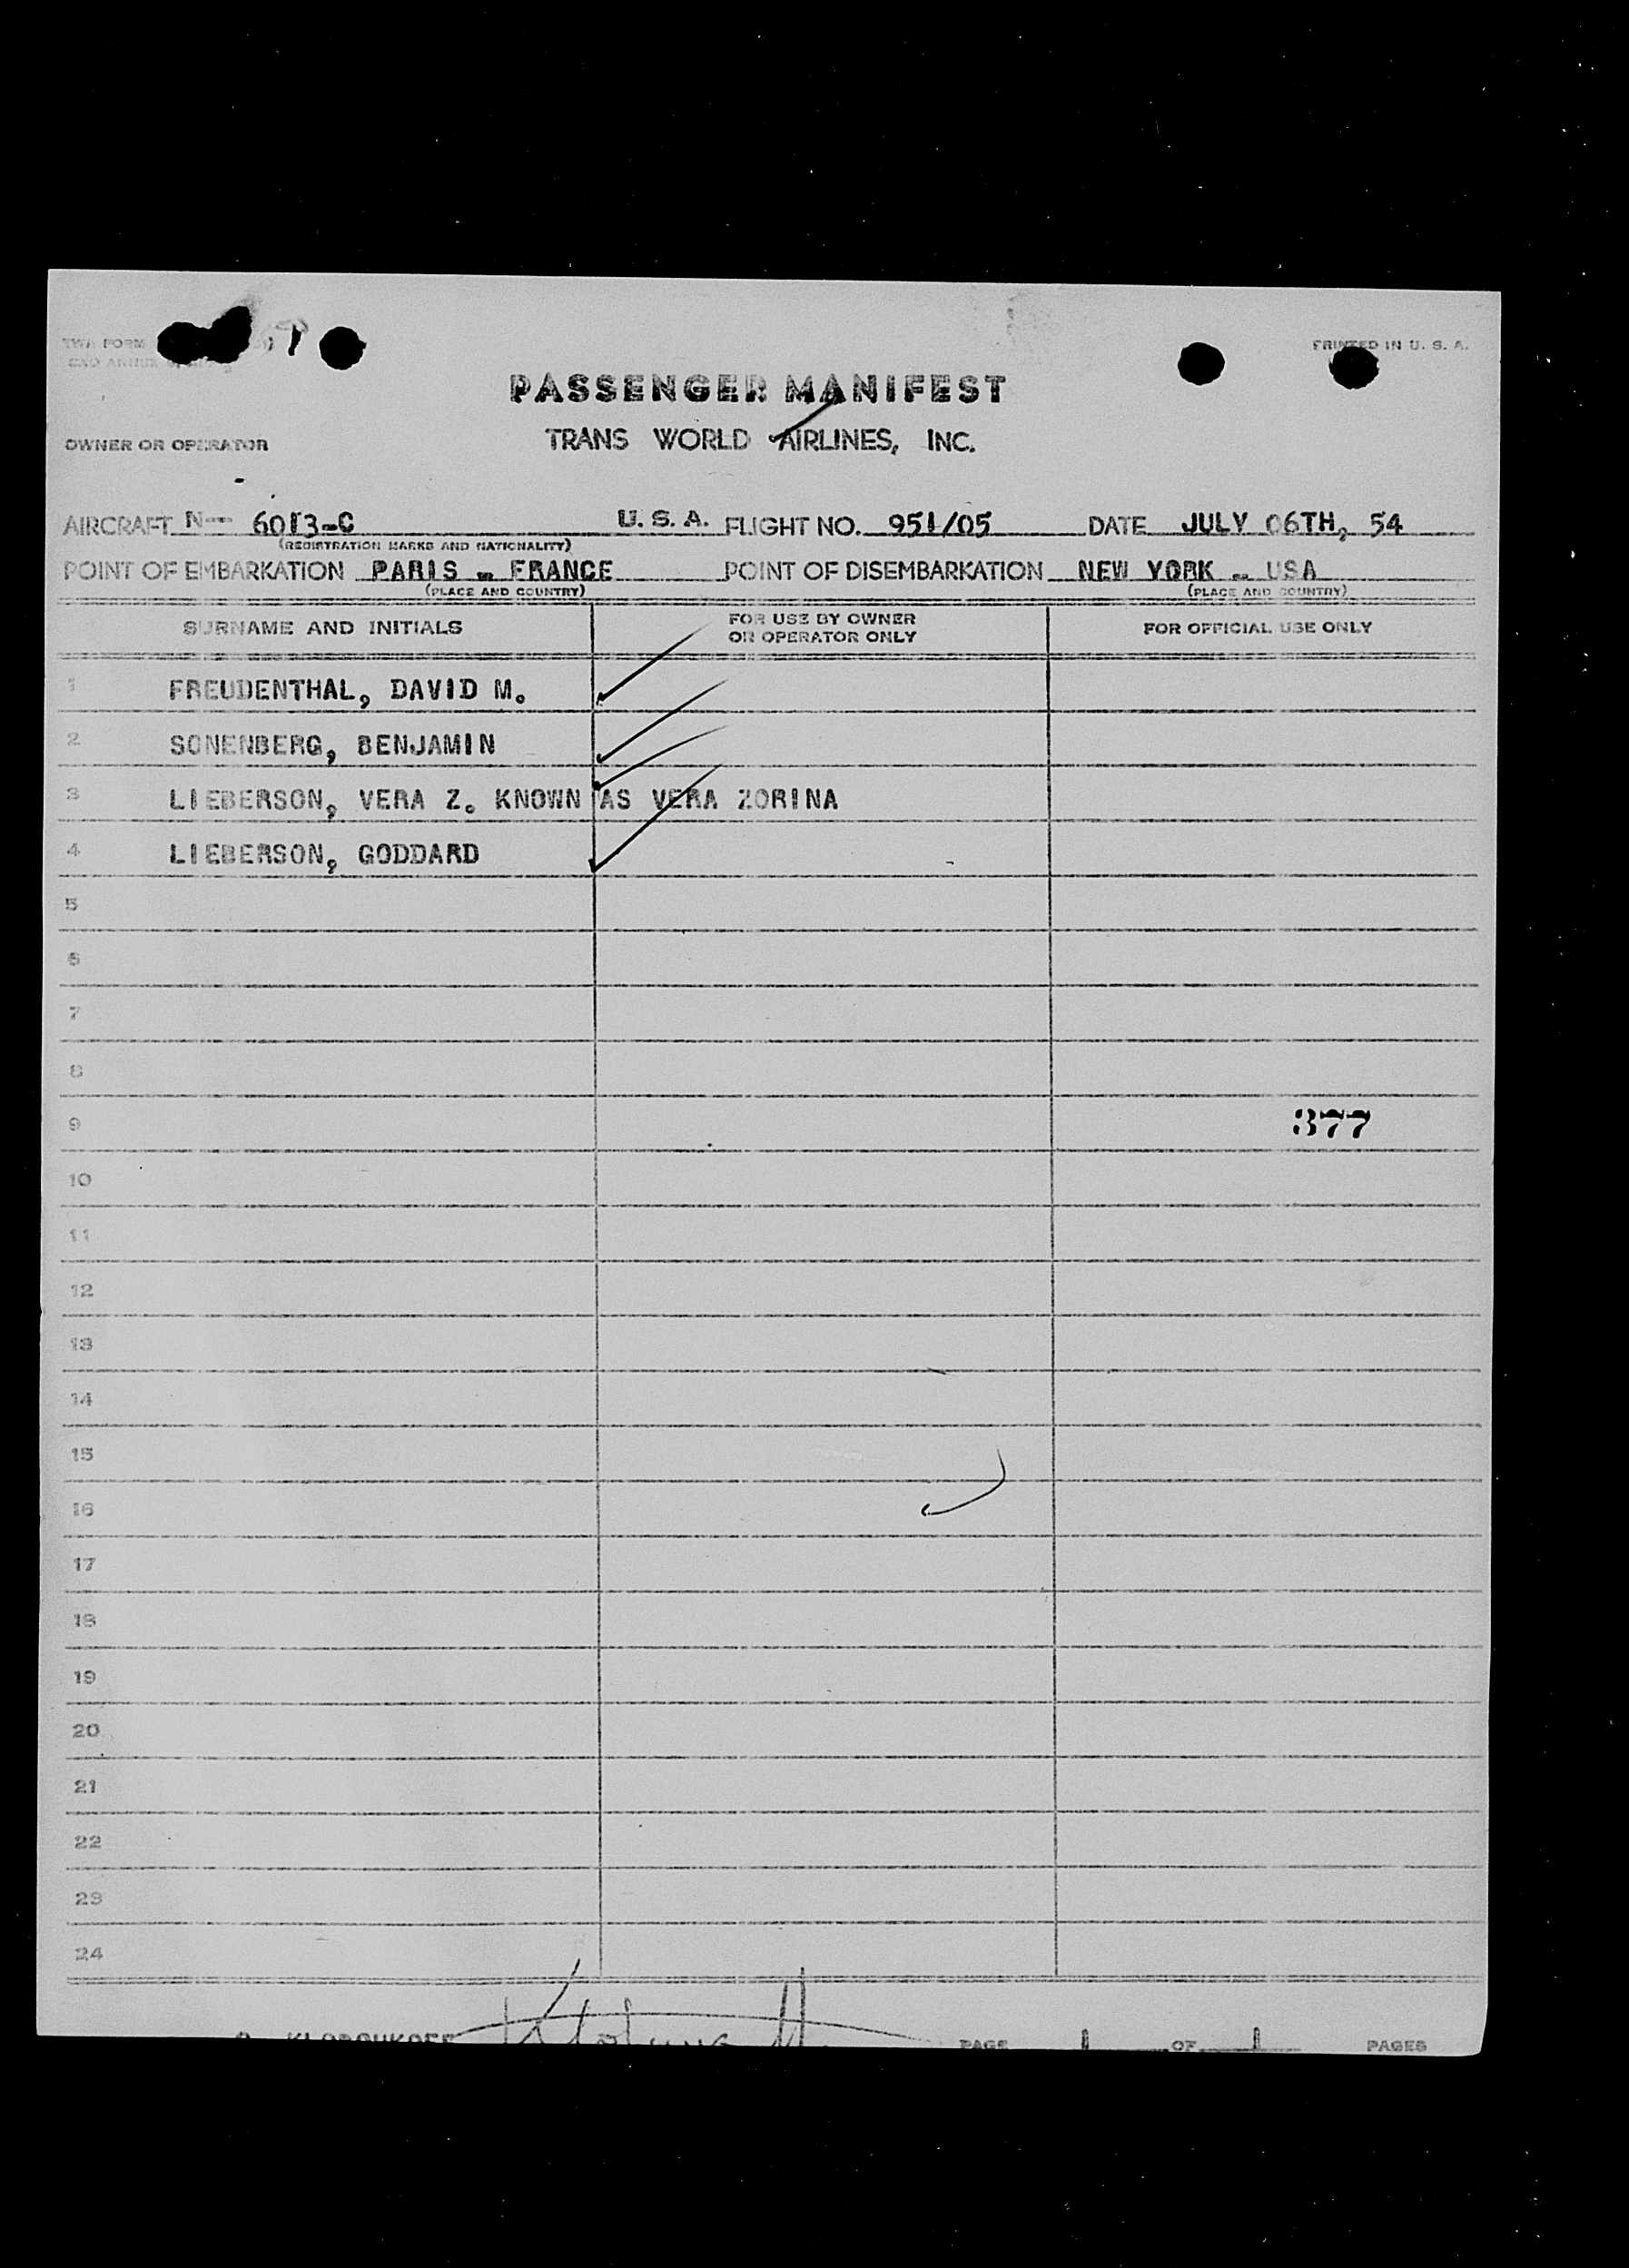 TWA FORM
PRINTED IN U. S. A.
PASSENGER MANIFEST
OWNER OR OPERATOR TRANS WORLD AIRLINES, INC.
AIRCRAFT N-- 6013-C U. S. A. FLIGHT NO. 951/05 DATE JULY 06TH, 54
(REGISTRATION MARKS AND NATIONALITY)
POINT OF EMBARKATION PARIS - FRANCE POINT OF DISEMBARKATION NEW YORK - USA
(PLACE AND COUNTRY) (PLACE AND COUNTRY)
SURNAME AND INITIALS FOR USE BY OWNER OR OPERATOR ONLY FOR OFFICIAL USE ONLY
1 FREUDENTHAL, DAVID M.
2 SONENBERG, BENJAMIN
3 LIEBERSON, VERA Z. KNOWN AS VERA ZORINA
4 LIEBERSON, GODDARD
5
6
7
8
9 377
10
11
12
13
14
15
16
17
18
19
20
21
22
23
24
PAGE 1 OF 1 PAGES